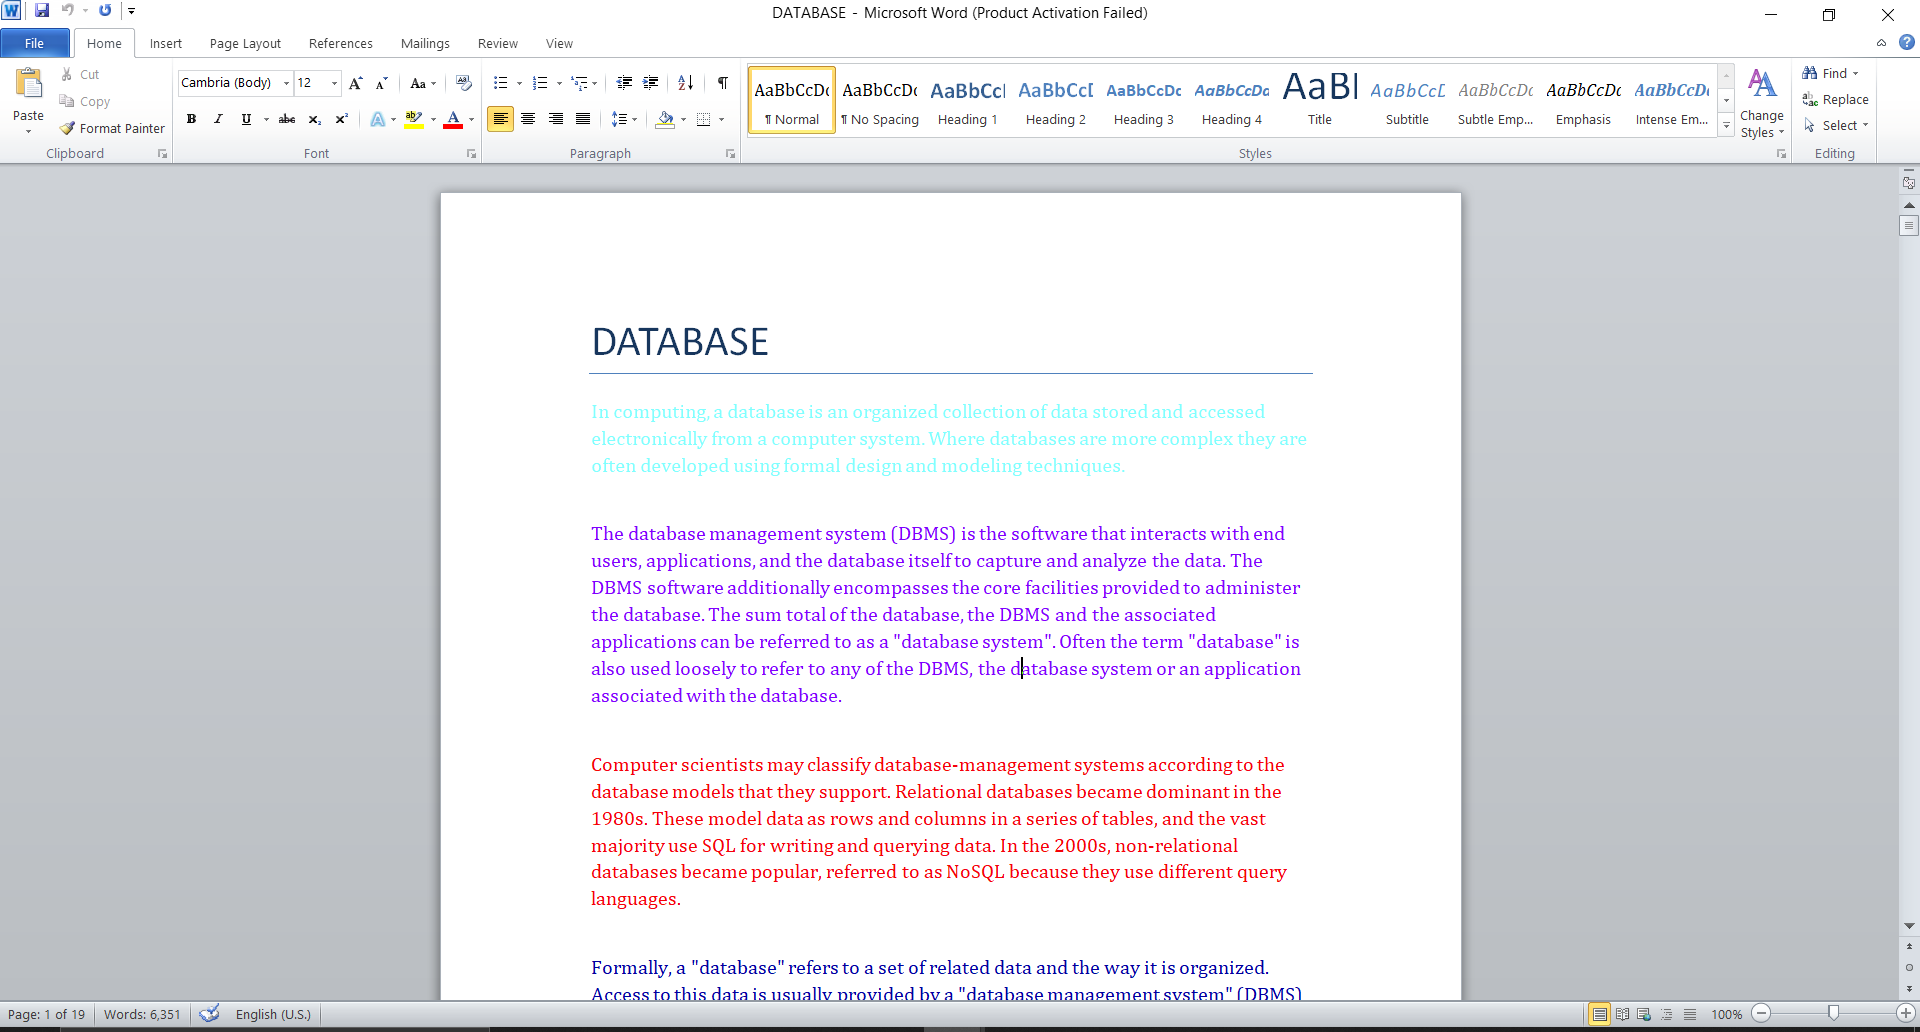 DATABASE - Microsoft Word (Product Activation Failed)
File Home Insert Page Layout References Mailings Review View
Paste
Cut
Copy
Format Painter
Clipboard
Cambria (Body) 12
Font
Paragraph
AaBbCcDc AaBbCcDc AaBbCcI AaBbCcD AaBbCcDc AaBbCcDc AaBI AaBbCcD AaBbCcDc AaBbCcDc AaBbCcDc
¶ Normal ¶ No Spacing Heading 1 Heading 2 Heading 3 Heading 4 Title Subtitle Subtle Emp... Emphasis Intense Em...
Styles
Change
Styles
Find
Replace
Select
Editing
DATABASE
In computing, a database is an organized collection of data stored and accessed
electronically from a computer system. Where databases are more complex they are
often developed using formal design and modeling techniques.
The database management system (DBMS) is the software that interacts with end
users, applications, and the database itself to capture and analyze the data. The
DBMS software additionally encompasses the core facilities provided to administer
the database. The sum total of the database, the DBMS and the associated
applications can be referred to as a "database system". Often the term "database" is
also used loosely to refer to any of the DBMS, the database system or an application
associated with the database.
Computer scientists may classify database-management systems according to the
database models that they support. Relational databases became dominant in the
1980s. These model data as rows and columns in a series of tables, and the vast
majority use SQL for writing and querying data. In the 2000s, non-relational
databases became popular, referred to as NoSQL because they use different query
languages.
Formally, a "database" refers to a set of related data and the way it is organized.
Access to this data is usually provided by a "database management system" (DBMS)
Page: 1 of 19 Words: 6,351 English (U.S.) 100%